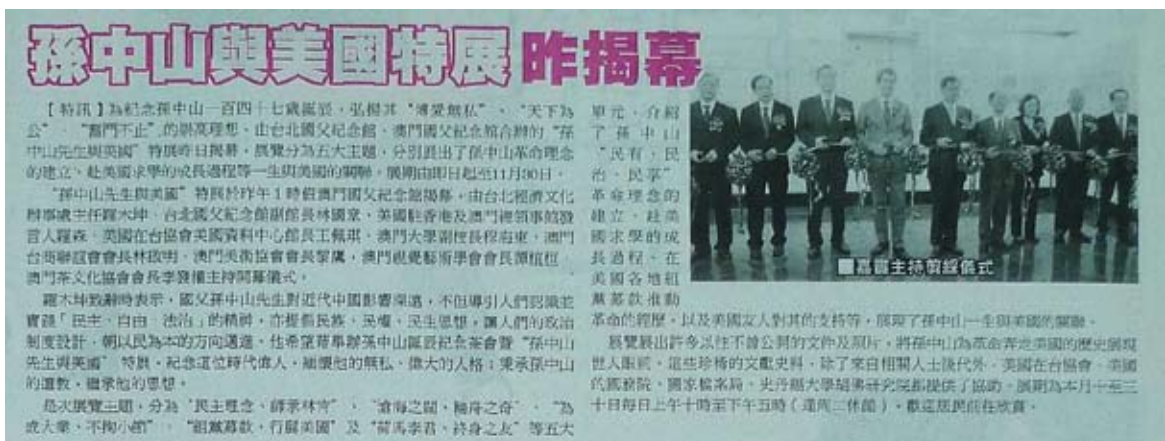 孫中山與美國特展 昨揭幕
【特訊】為紀念孫中山一百四十七歲誕辰，弘揚其“博愛無私”、“天下為
公”、“奮鬥不止”的崇高理想，由台北國父紀念館、澳門國父紀念館合辦的“孫
中山先生與美國”特展昨日揭幕。展覽分為五大主題，分別展出了孫中山革命理念
的建立、赴美國求學的成長過程等一生與美國的關聯。展期由即日起至11月30日。
“孫中山先生與美國”特展於昨午1時假澳門國父紀念館揭幕，由台北經濟文化
辦事處主任羅木坤、台北國父紀念館副館長林國章、美國駐香港及澳門總領事館發
言人羅森、美國在台協會美國資料中心館長王佩琪、澳門大學副校長程海東、澳門
台商聯誼會會長林啟明、澳門美術協會會長黎鷹、澳門視覺藝術學會會長
澳門茶文化協會會長李發權主持開幕儀式。
羅木坤致辭時表示，國父孫中山先生對近代中國影響深遠，不但導引人們認識並
實踐「民主、自由、法治」的精神，亦提倡民族、民權、民生思想，讓人們的政治
制度設計，朝以民為本的方向邁進。他希望藉舉辦孫中山誕辰紀念茶會暨“孫中山
先生與美國”特展，紀念這位時代偉人，緬懷他的無私、偉大的人格；秉承孫中山
的遺教，繼承他的思想。
是次展覽主題，分為“民主理念、師承林肯”、“滄海之闊、輪舟之奇”、“為
成大業、不拘小節”、“組黨募款、行腳美國”及“荷馬李君、終身之友”等五大
單元，介紹
了孫中山
“民有、民
治、民享”
革命理念的
建立、赴美
國求學的成
長過程、在
美國各地組
黨募款推動
革命的經歷，以及美國友人對其的支持等，展現了孫中山一生與美國的關聯。
展覽展出許多以往不曾公開的文件及照片，將孫中山為革命奔走美國的歷史展現
世人眼前。這些珍稀的文獻史料，除了來自相關人士後代外，美國在台協會、美國
的國務院、國家檔案局、史丹福大學胡佛研究院都提供了協助。展期為本月十至三
十日每日上午十時至下午五時（逢周二休館），歡迎居民前往欣賞。
■嘉賓主持剪綵儀式